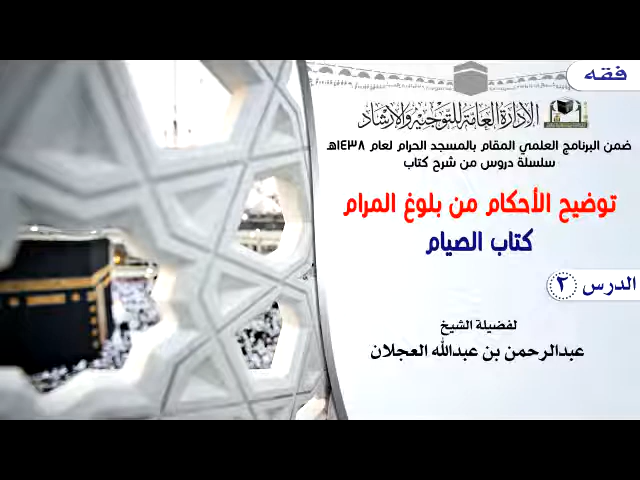 فقه
الإدارة العامة للتوجيه والإرشاد
ضمن البرنامج العلمي المقام بالمسجد الحرام لعام ١٤٣٨هـ
سلسلة دروس من شرح كتاب
توضيح الأحكام من بلوغ المرام
كتاب الصيام
الدرس ٢
لفضيلة الشيخ
عبدالرحمن بن عبدالله العجلان